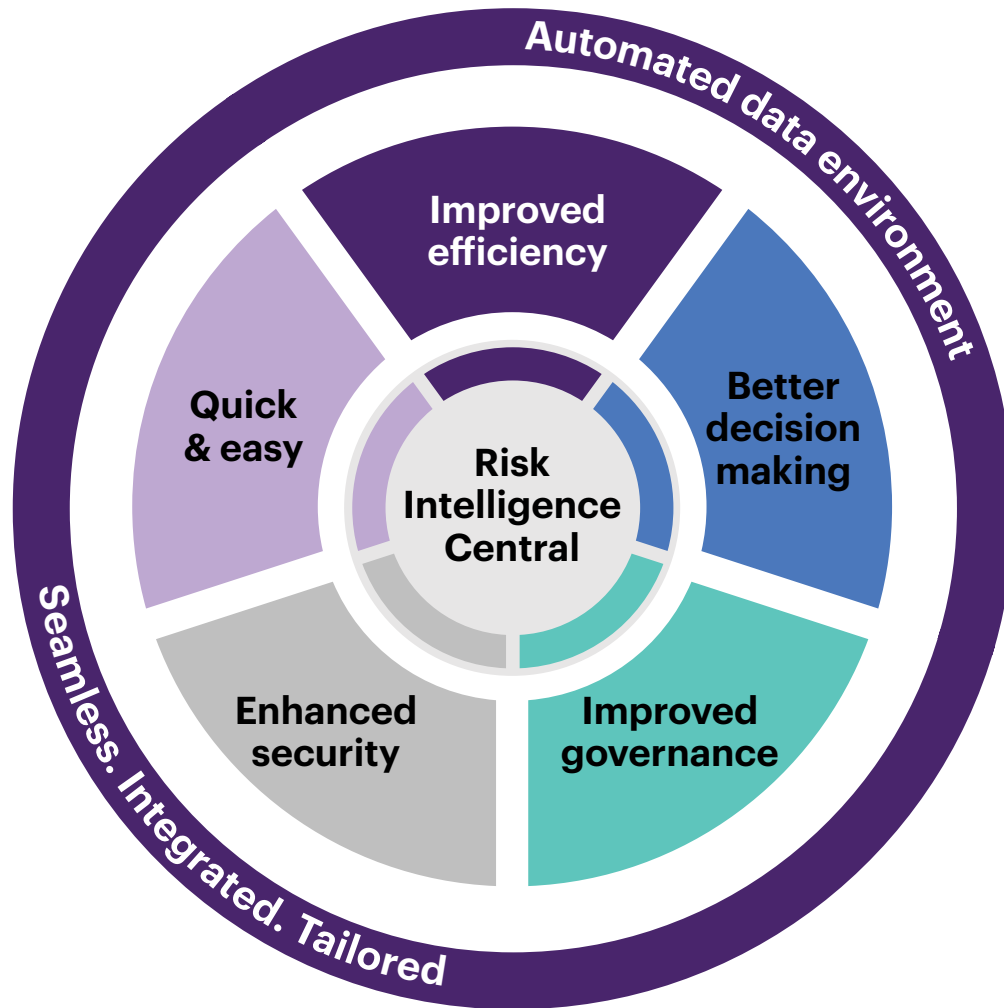 Automated data environment
Improved
efficiency
Better
decision
making
Quick
& easy
Risk
Intelligence
Central
Enhanced
security
Improved
governance
Seamless. Integrated. Tailored